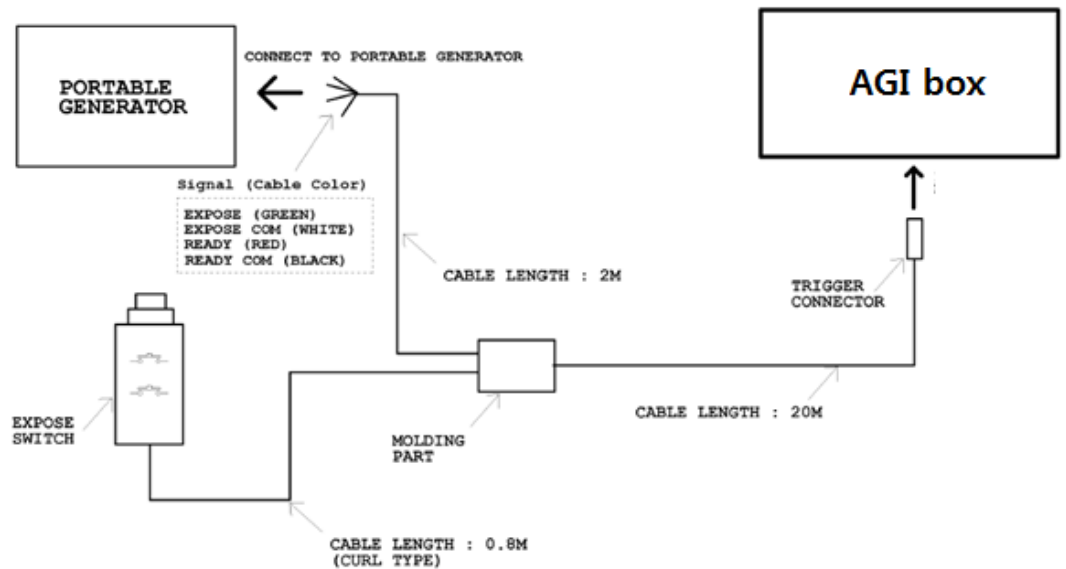 CONNECT TO PORTABLE GENERATOR
PORTABLE
GENERATOR
AGI box
Signal (Cable Color)
EXPOSE (GREEN)
EXPOSE COM (WHITE)
READY (RED)
READY COM (BLACK)
CABLE LENGTH : 2M
TRIGGER
CONNECTOR
EXPOSE
SWITCH
MOLDING
PART
CABLE LENGTH : 20M
CABLE LENGTH : 0.8M
(CURL TYPE)